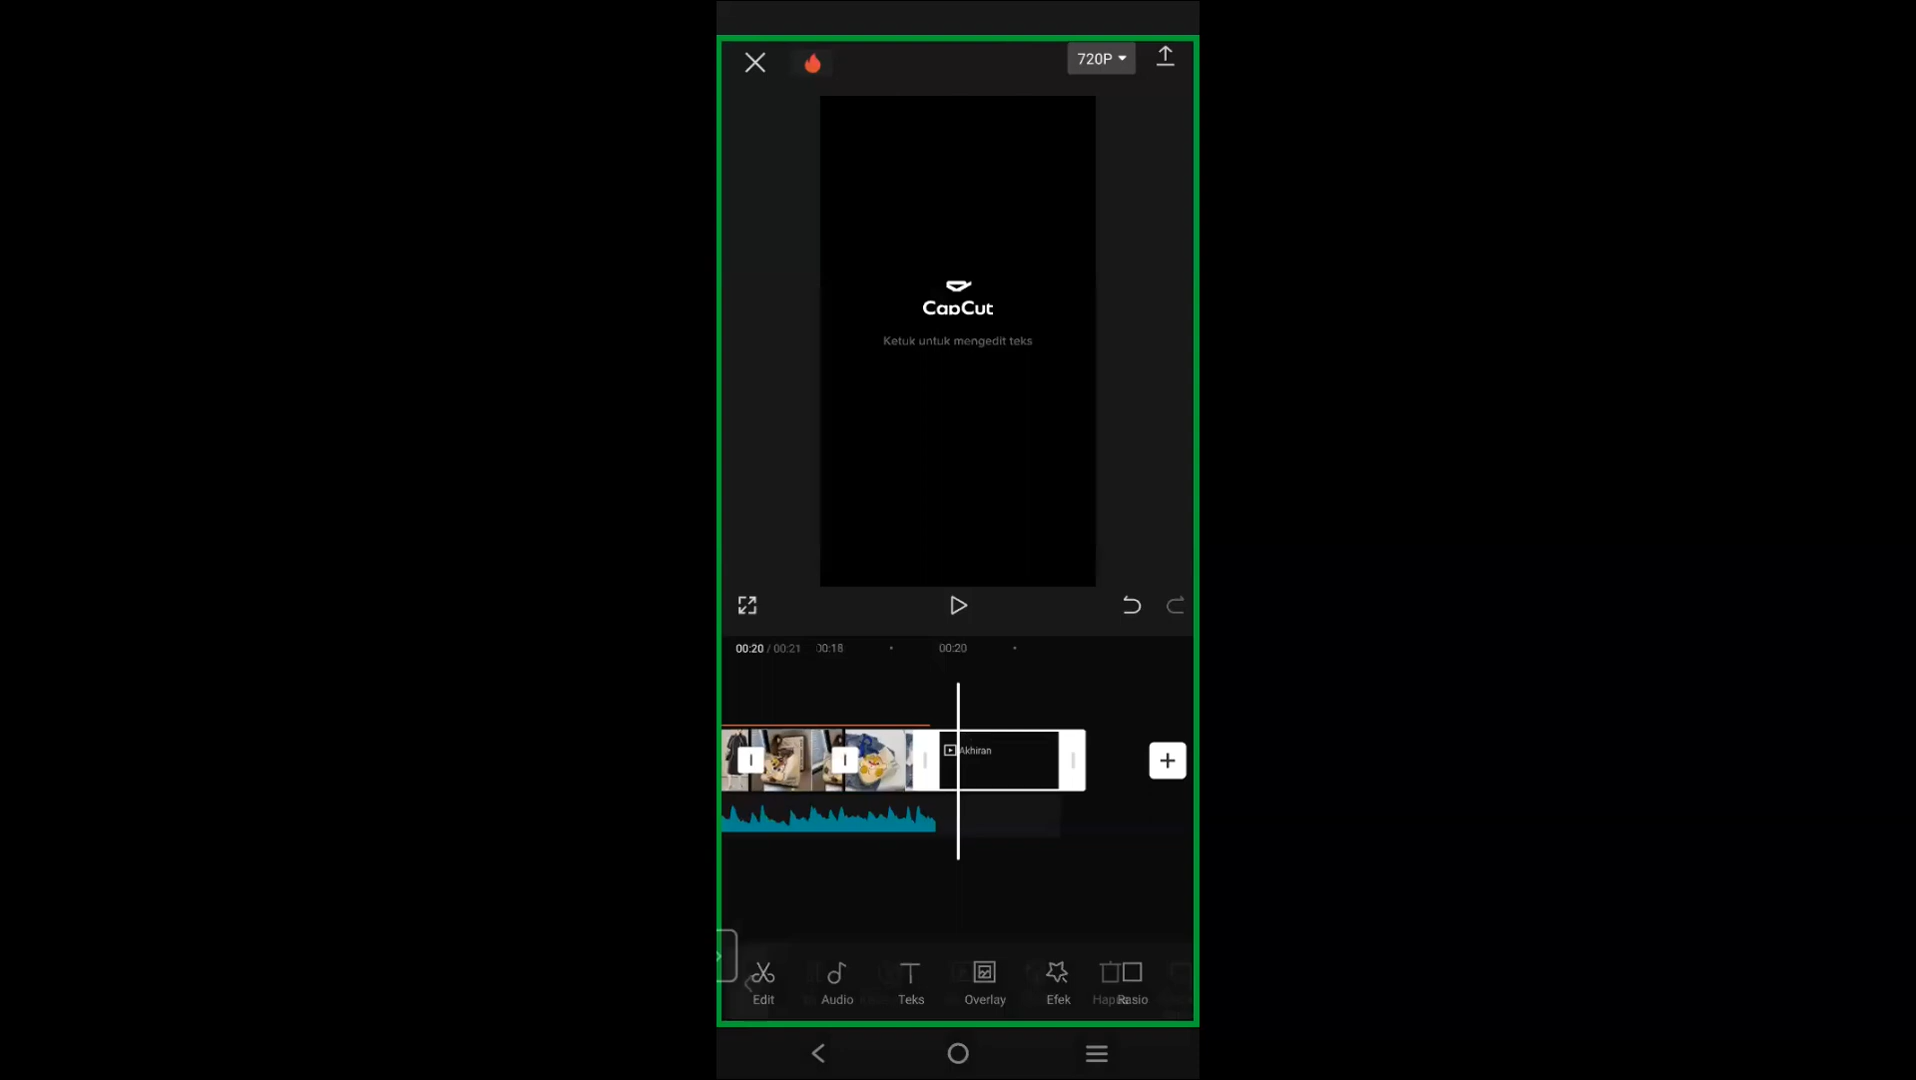 720P
CapCut
Ketuk untuk mengedit teks
00:20 / 00:21 00:18 00:20
Akhiran
Edit Audio Teks Overlay Efek Rasio